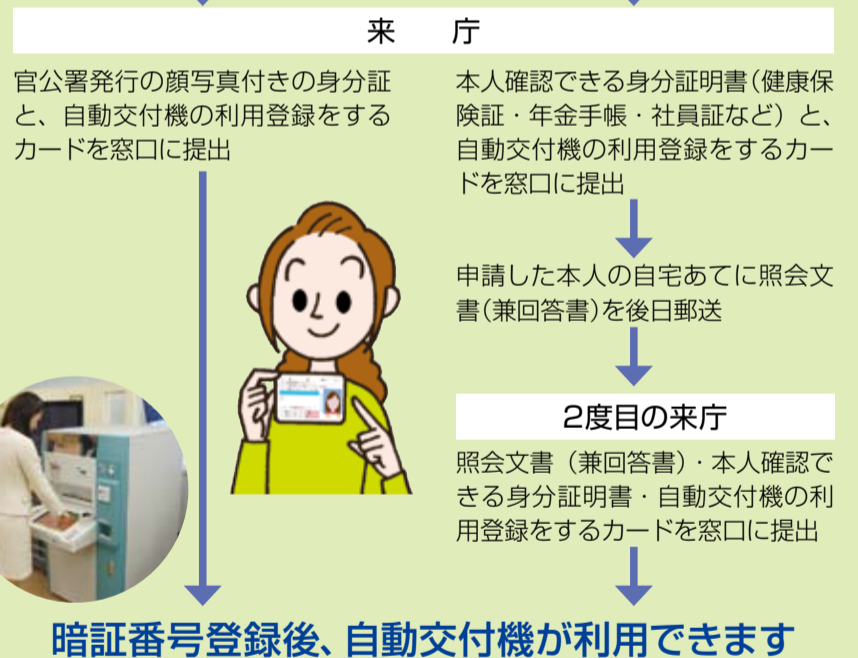 来　庁
官公署発行の顔写真付きの身分証
と、自動交付機の利用登録をする
カードを窓口に提出
本人確認できる身分証明書（健康保
険証・年金手帳・社員証など）と、
自動交付機の利用登録をするカー
ドを窓口に提出
申請した本人の自宅あてに照会文
書（兼回答書）を後日郵送
2度目の来庁
照会文書（兼回答書）・本人確認で
きる身分証明書・自動交付機の利
用登録をするカードを窓口に提出
暗証番号登録後、自動交付機が利用できます